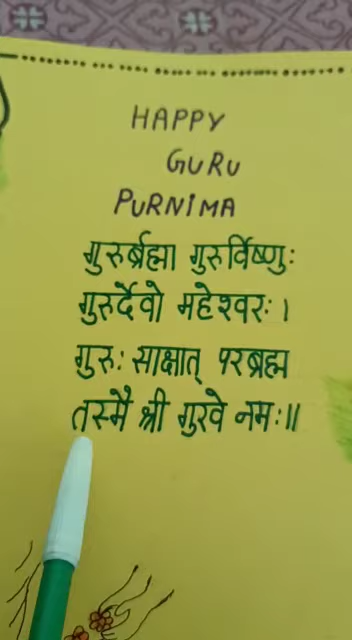 HAPPY
GURU
PURNIMA
गुरुर्ब्रह्मा गुरुर्विष्णुः
गुरुर्देवो महेश्वरः ।
गुरुः साक्षात् परब्रह्म
तस्मै श्री गुरवे नमः॥